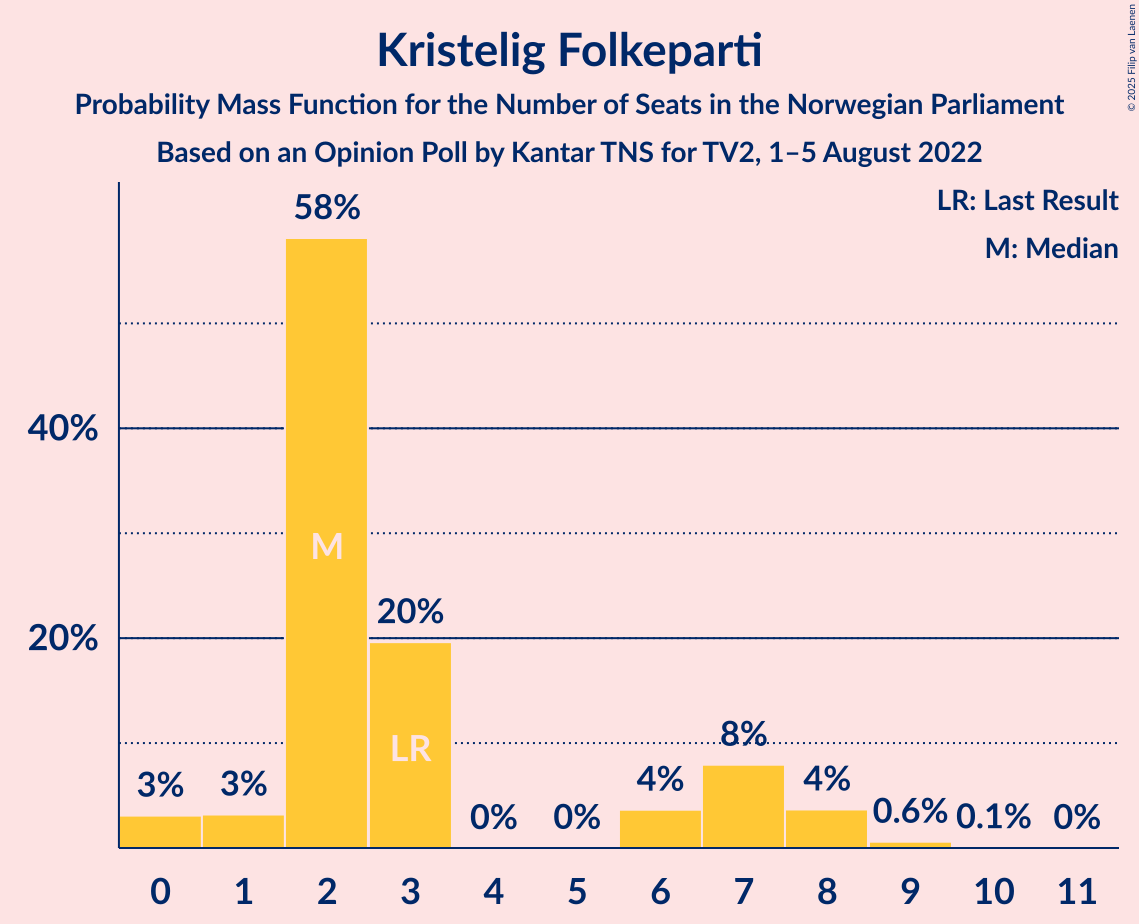 Kristelig Folkeparti
Probability Mass Function for the Number of Seats in the Norwegian Parliament
Based on an Opinion Poll by Kantar TNS for TV2, 1–5 August 2022
© 2025 Filip van Laenen
LR: Last Result
M: Median
58%
40%
M
20%
20%
LR
8%
3% 3% 4% 4%
0% 0% 0.6% 0.1% 0%
0 1 2 3 4 5 6 7 8 9 10 11